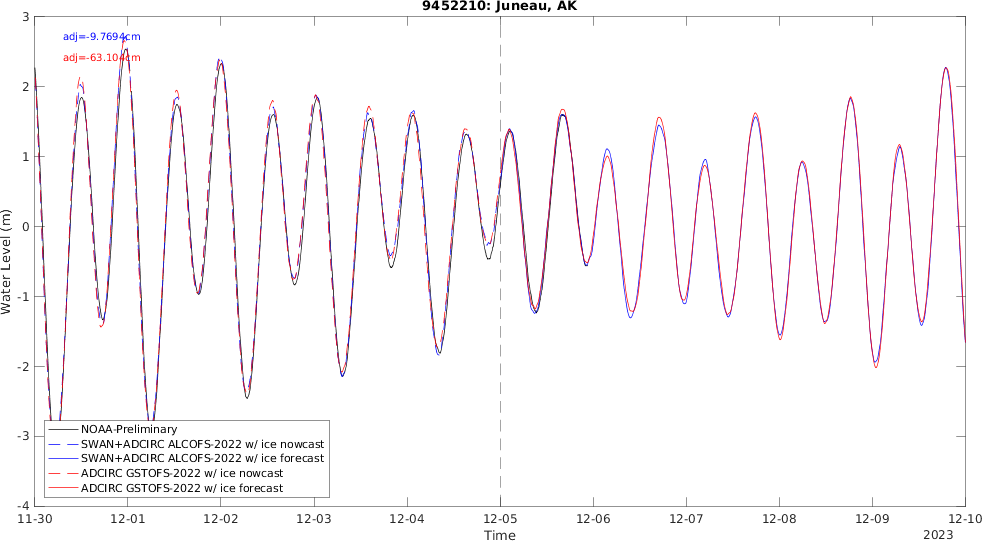 9452210: Juneau, AK
adj=-9.7694cm
adj=-63.104cm
Water Level (m)
3
2
1
0
-1
-2
-3
-4
NOAA-Preliminary
SWAN+ADCIRC ALCOFS-2022 w/ ice nowcast
SWAN+ADCIRC ALCOFS-2022 w/ ice forecast
ADCIRC GSTOFS-2022 w/ ice nowcast
ADCIRC GSTOFS-2022 w/ ice forecast
11-30 12-01 12-02 12-03 12-04 12-05 12-06 12-07 12-08 12-09 12-10
Time
2023